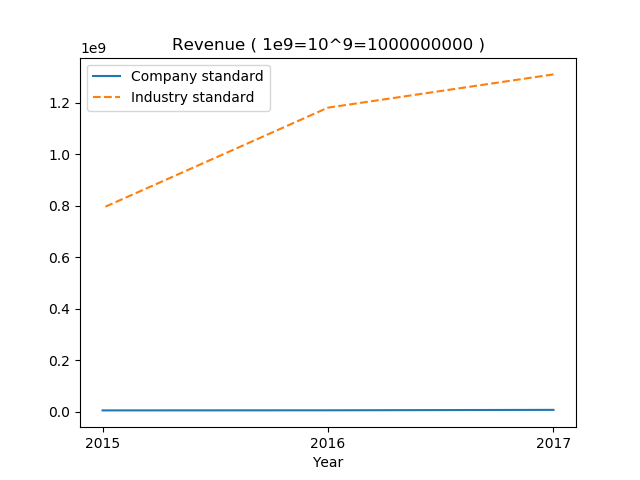 Revenue ( 1e9=10^9=1000000000 )
1e9
Company standard
Industry standard
1.2
1.0
0.8
0.6
0.4
0.2
0.0
2015
2016
2017
Year